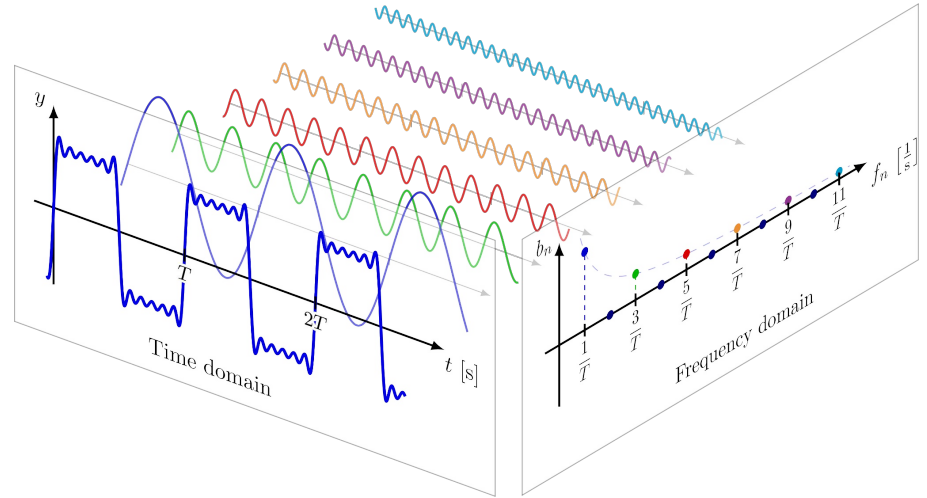 y
T
2T
t [s]
Time domain
b_n
1/T
3/T
5/T
7/T
9/T
11/T
f_n [1/s]
Frequency domain